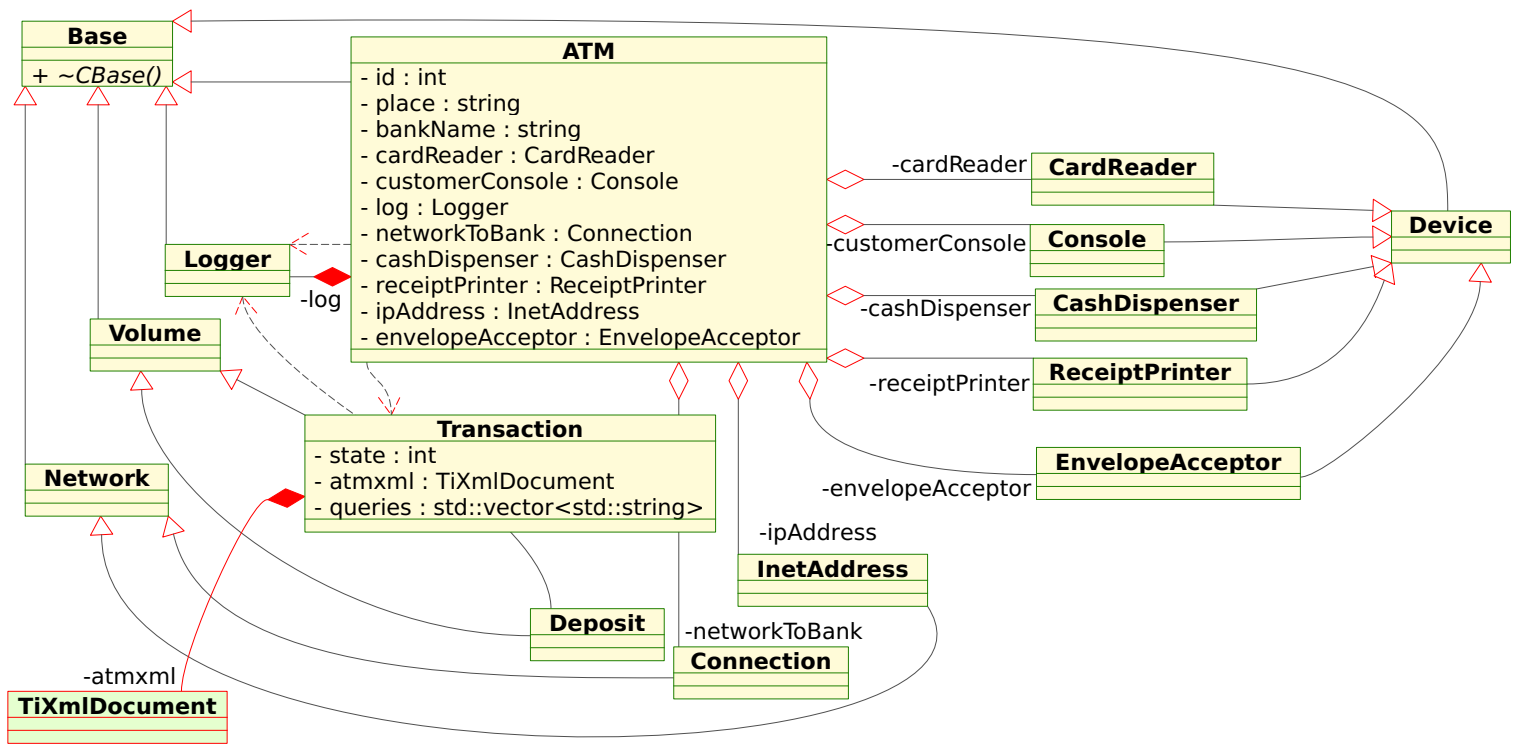 Base
+ ~CBase()
ATM
- id : int
- place : string
- bankName : string
- cardReader : CardReader
- customerConsole : Console
- log : Logger
- networkToBank : Connection
- cashDispenser : CashDispenser
- receiptPrinter : ReceiptPrinter
- ipAddress : InetAddress
- envelopeAcceptor : EnvelopeAcceptor
-cardReader
CardReader
Device
-customerConsole
Console
Logger
-log
-cashDispenser
CashDispenser
Volume
-receiptPrinter
ReceiptPrinter
Transaction
- state : int
- atmxml : TiXmlDocument
- queries : std::vector<std::string>
Network
EnvelopeAcceptor
-envelopeAcceptor
-ipAddress
InetAddress
Deposit
-networkToBank
Connection
-atmxml
TiXmlDocument